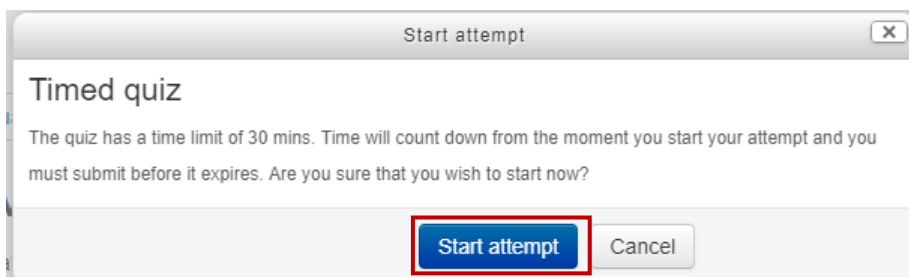 Start attempt
Timed quiz
The quiz has a time limit of 30 mins. Time will count down from the moment you start your attempt and you
must submit before it expires. Are you sure that you wish to start now?
Start attempt Cancel